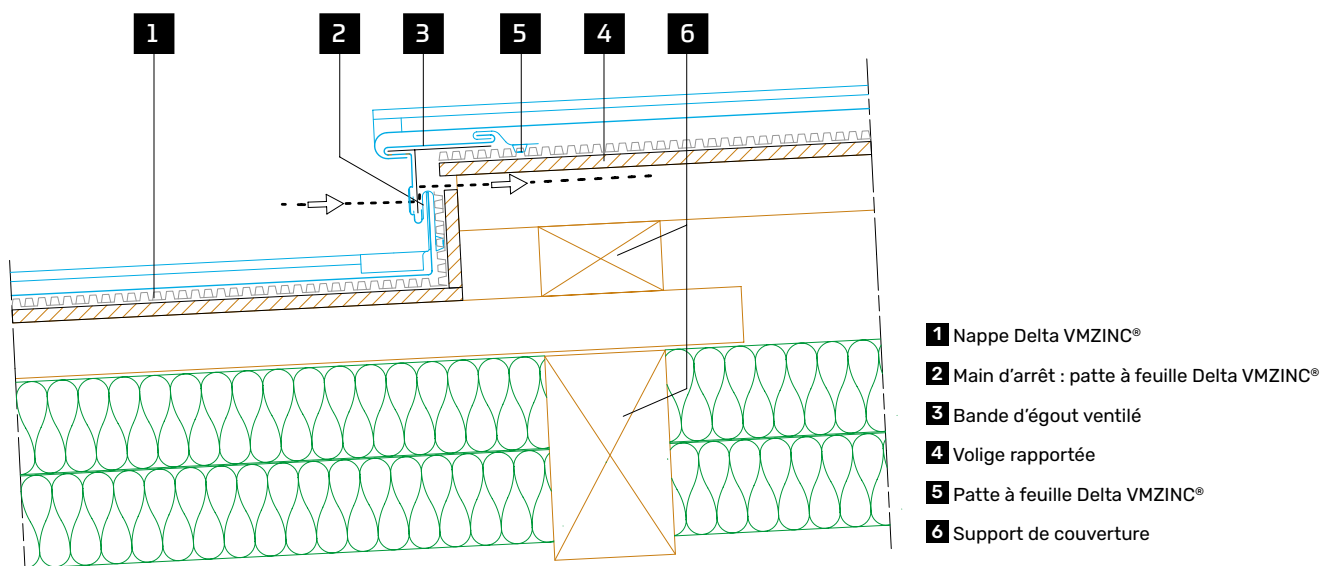 1 2 3 5 4 6
1 Nappe Delta VMZINC®
2 Main d'arrêt : patte à feuille Delta VMZINC®
3 Bande d'égout ventilé
4 Volige rapportée
5 Patte à feuille Delta VMZINC®
6 Support de couverture